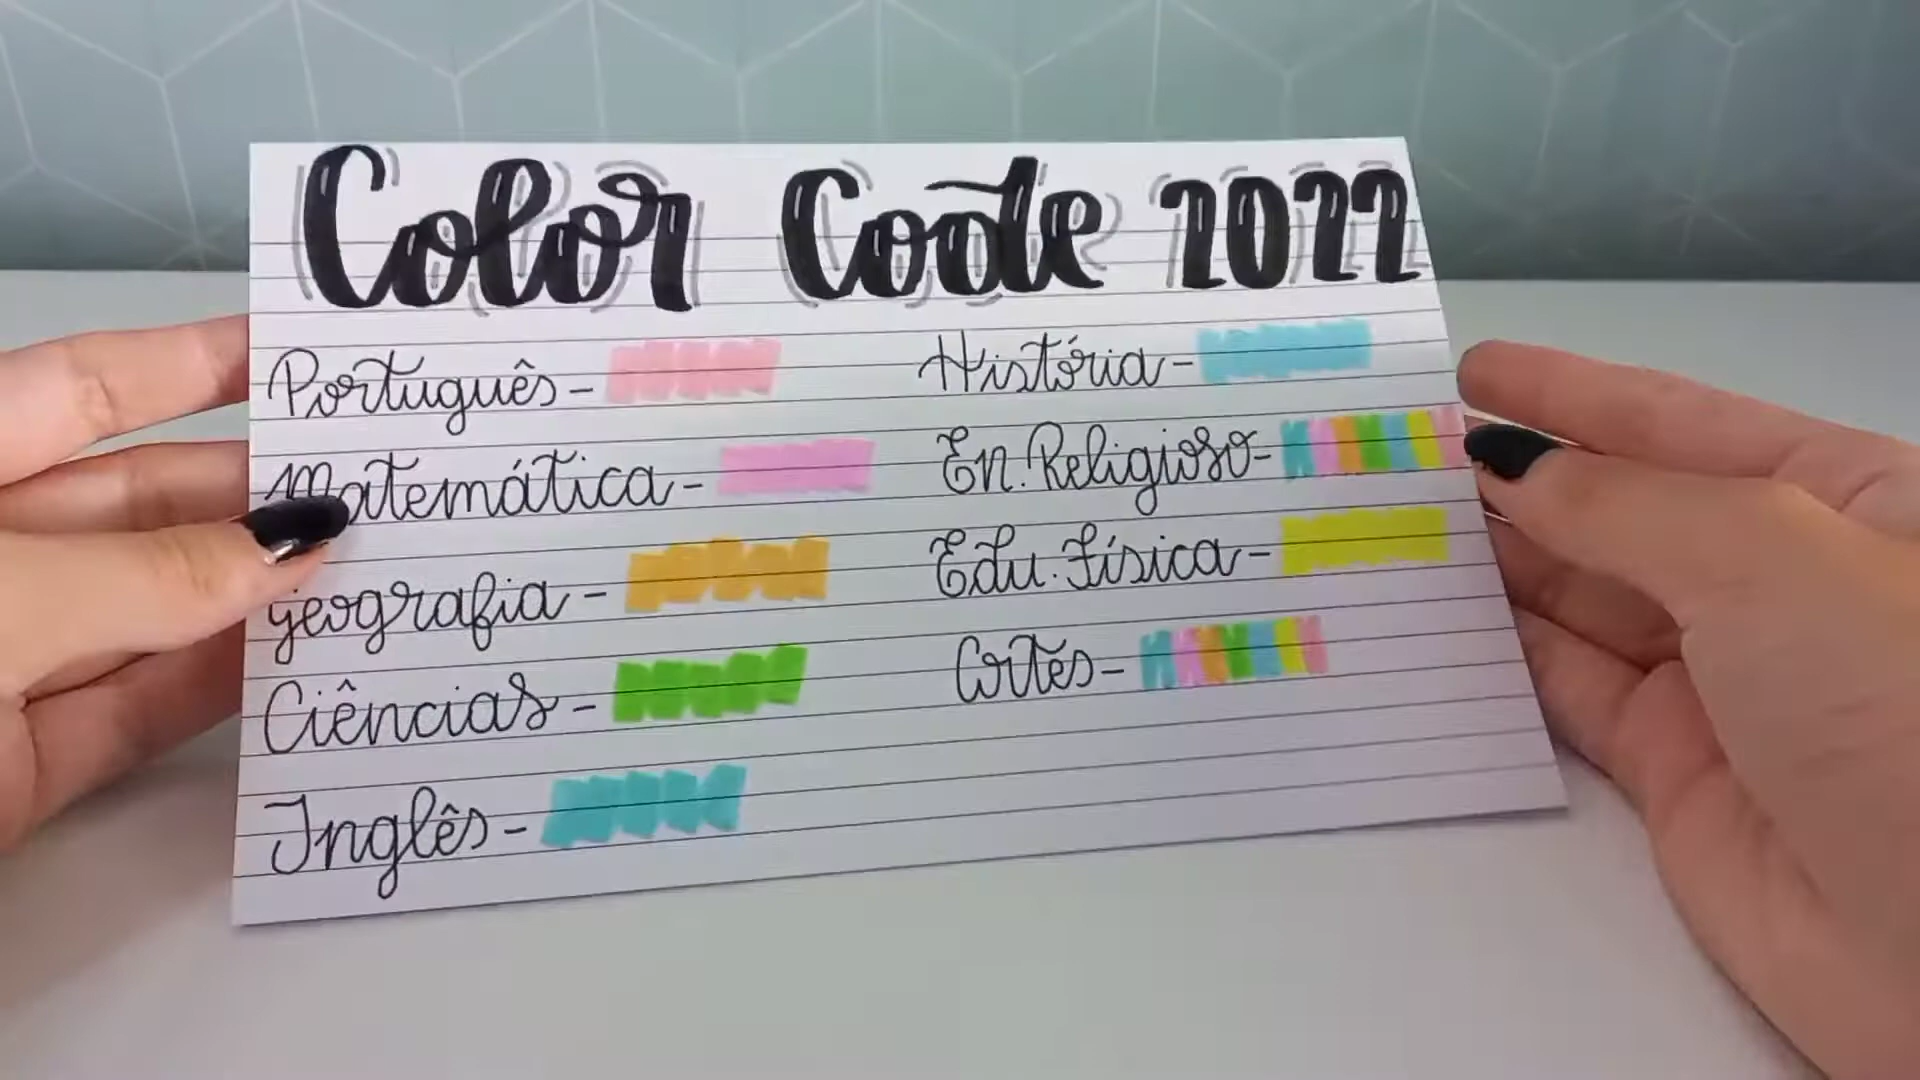 Color Code 2022
Português -
Matemática -
Geografia -
Ciências -
Inglês -
História -
En. Religioso -
Edu. Física -
Artes -